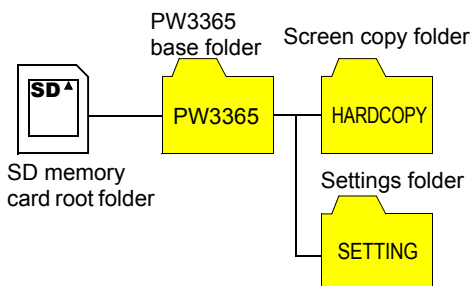 PW3365
base folder
Screen copy folder
SD
PW3365
HARDCOPY
SD memory
card root folder
Settings folder
SETTING